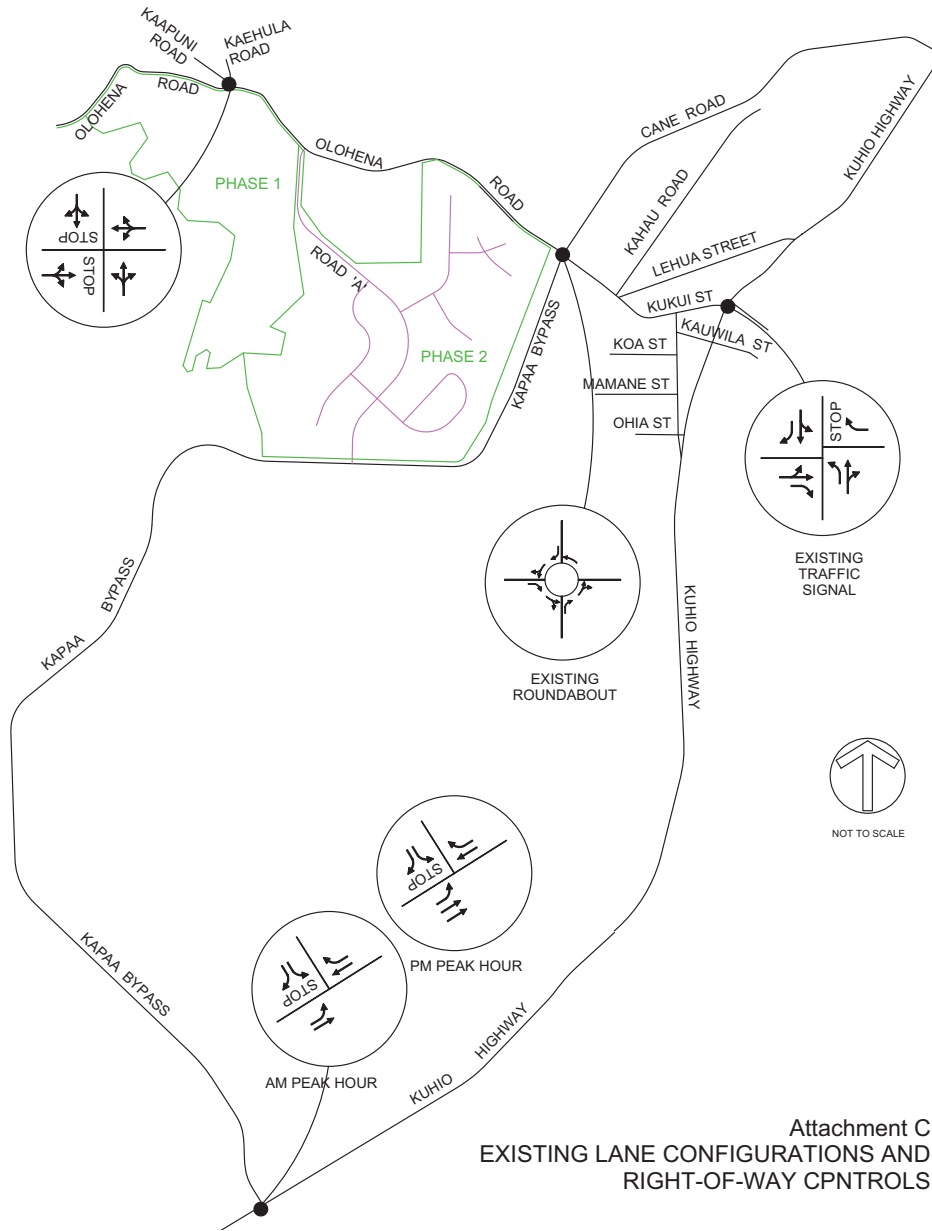 KAAPUNI
ROAD
KAEHULA
ROAD
OLOHENA
ROAD
OLOHENA
ROAD
CANE ROAD
KAHAU ROAD
KUHIO HIGHWAY
LEHUA STREET
PHASE 1
STOP
STOP
ROAD 'A'
PHASE 2
KAPAA BYPASS
KUKUI ST
KAUWILA ST
KOA ST
MAMANE ST
OHIA ST
STOP
EXISTING
TRAFFIC
SIGNAL
EXISTING
ROUNDABOUT
KAPAA
BYPASS
KUHIO HIGHWAY
NOT TO SCALE
STOP
PM PEAK HOUR
STOP
AM PEAK HOUR
KAPAA BYPASS
KUHIO
HIGHWAY
Attachment C
EXISTING LANE CONFIGURATIONS AND
RIGHT-OF-WAY CPNTROLS